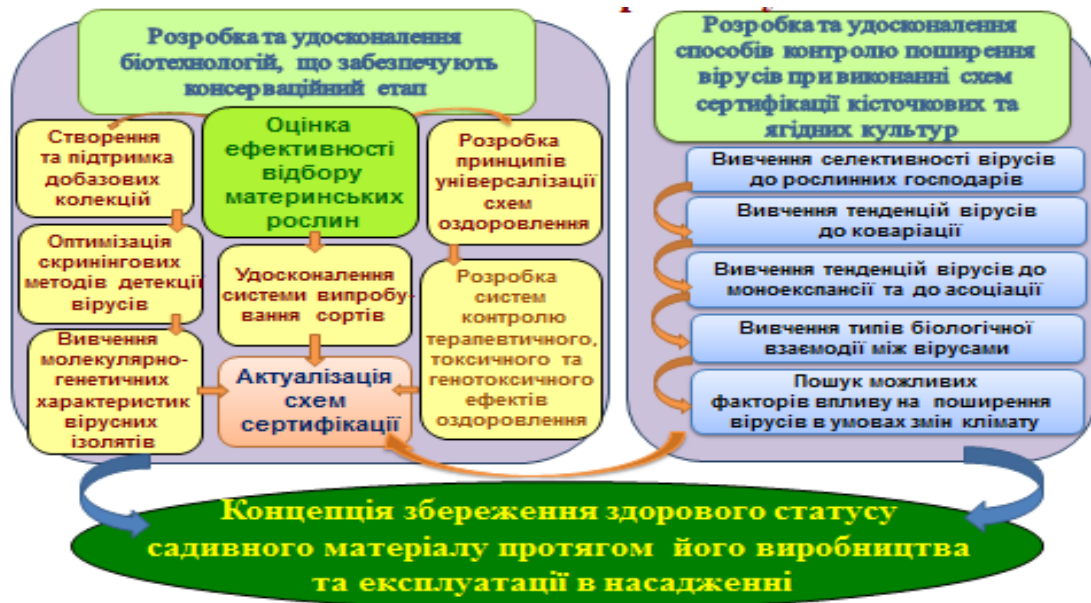 Розробка та удосконалення
біотехнологій, що забезпечують
консерваційний етап
Створення
та підтримка
добазових
колекцій
Оптимізація
скринінгових
методів детекції
вірусів
Вивчення
молекулярно-
генетичних
характеристик
вірусних
ізолятів
Оцінка
ефективності
відбору
материнських
рослин
Удосконалення
системи випробу-
вання сортів
Актуалізація
схем
сертифікації
Розробка
принципів
універсалізації
схем
оздоровлення
Розробка
систем
контролю
терапевтичного,
токсичного та
генотоксичного
ефектів
оздоровлення
Розробка та удосконалення
способів контролю поширення
вірусів при виконанні схем
сертифікації кісточкових та
ягідних культур
Вивчення селективності вірусів
до рослинних господарів
Вивчення тенденцій вірусів
до коваріації
Вивчення тенденцій вірусів до
моноекспансії та до асоціації
Вивчення типів біологічної
взаємодії між вірусами
Пошук можливих
факторів впливу на поширення
вірусів в умовах змін клімату
Концепція збереження здорового статусу
садивного матеріалу протягом його виробництва
та експлуатації в насадженні